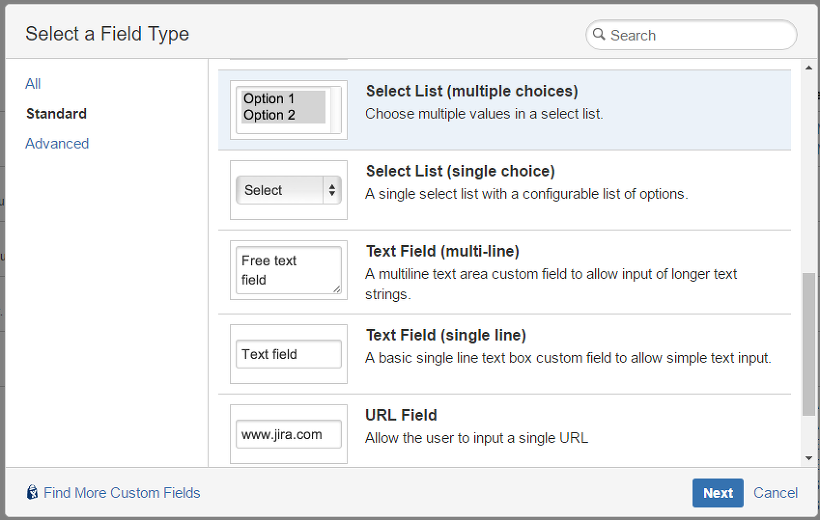 Select a Field Type
Search
All
Standard
Advanced
Option 1
Option 2
Select List (multiple choices)
Choose multiple values in a select list.
Select
Select List (single choice)
A single select list with a configurable list of options.
Free text
field
Text Field (multi-line)
A multiline text area custom field to allow input of longer text
strings.
Text field
Text Field (single line)
A basic single line text box custom field to allow simple text input.
www.jira.com
URL Field
Allow the user to input a single URL
Find More Custom Fields
Next
Cancel